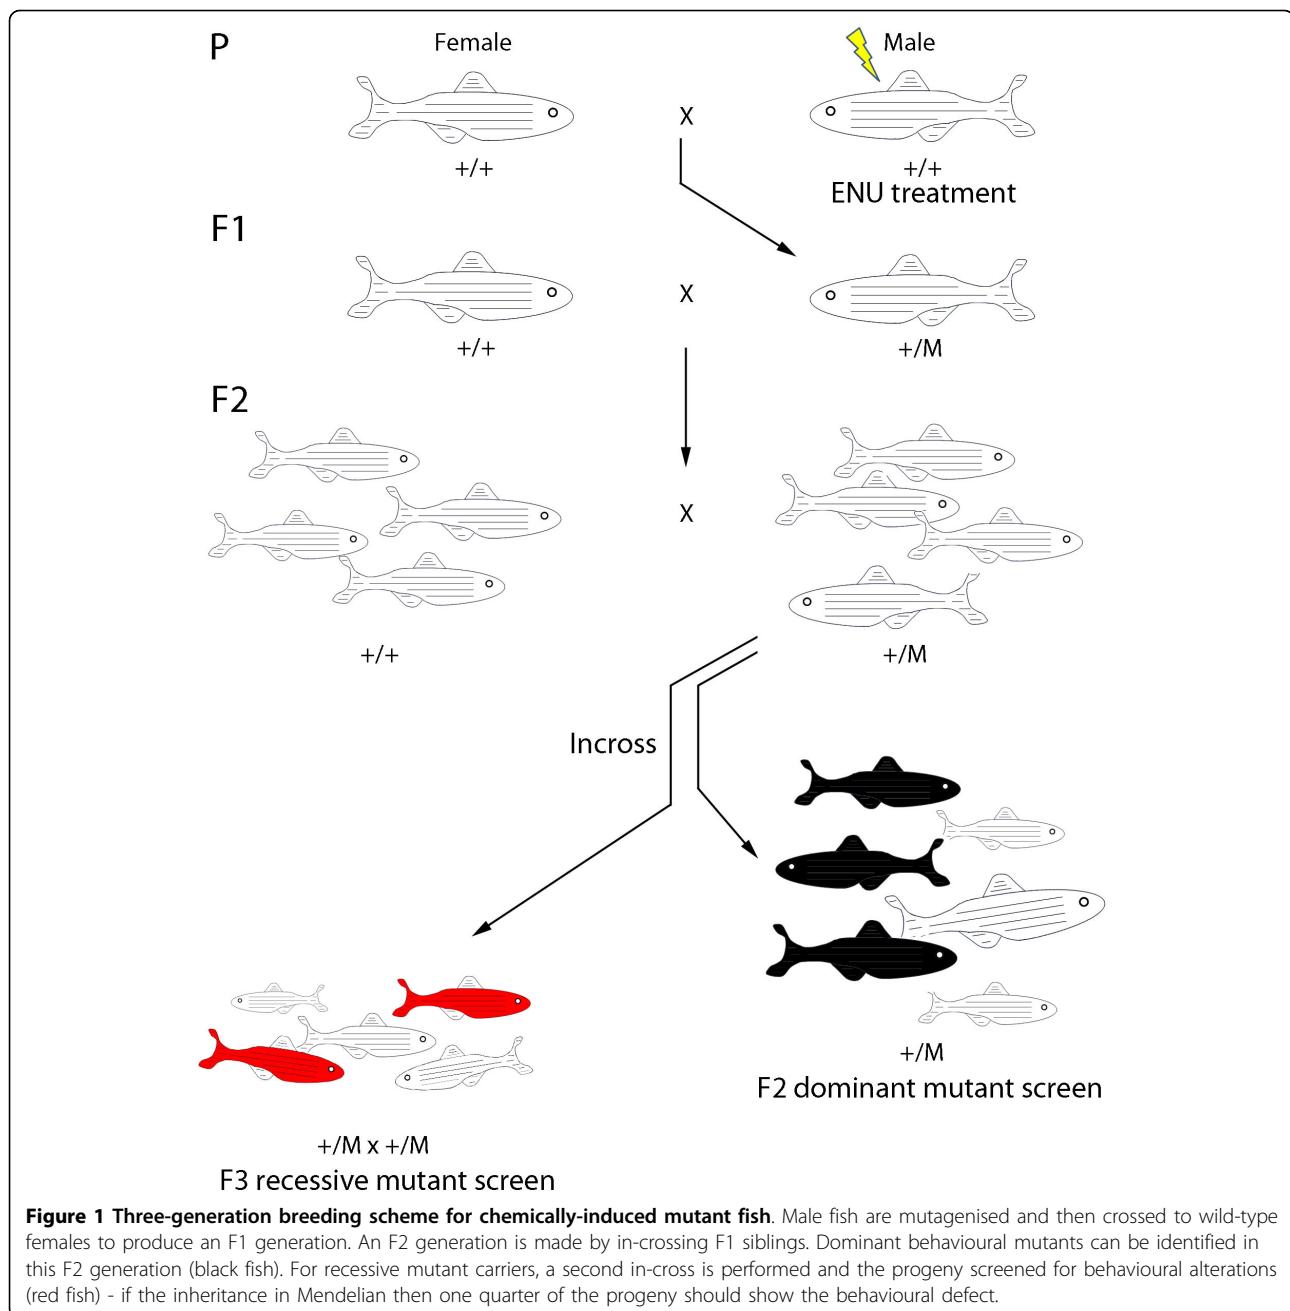 P
Female
Male
X
+/+
+/+
ENU treatment
F1
X
+/+
+/M
F2
X
+/+
+/M
Incross
+/M
F2 dominant mutant screen
+/M x +/M
F3 recessive mutant screen
Figure 1 Three-generation breeding scheme for chemically-induced mutant fish. Male fish are mutagenised and then crossed to wild-type
females to produce an F1 generation. An F2 generation is made by in-crossing F1 siblings. Dominant behavioural mutants can be identified in
this F2 generation (black fish). For recessive mutant carriers, a second in-cross is performed and the progeny screened for behavioural alterations
(red fish) - if the inheritance in Mendelian then one quarter of the progeny should show the behavioural defect.